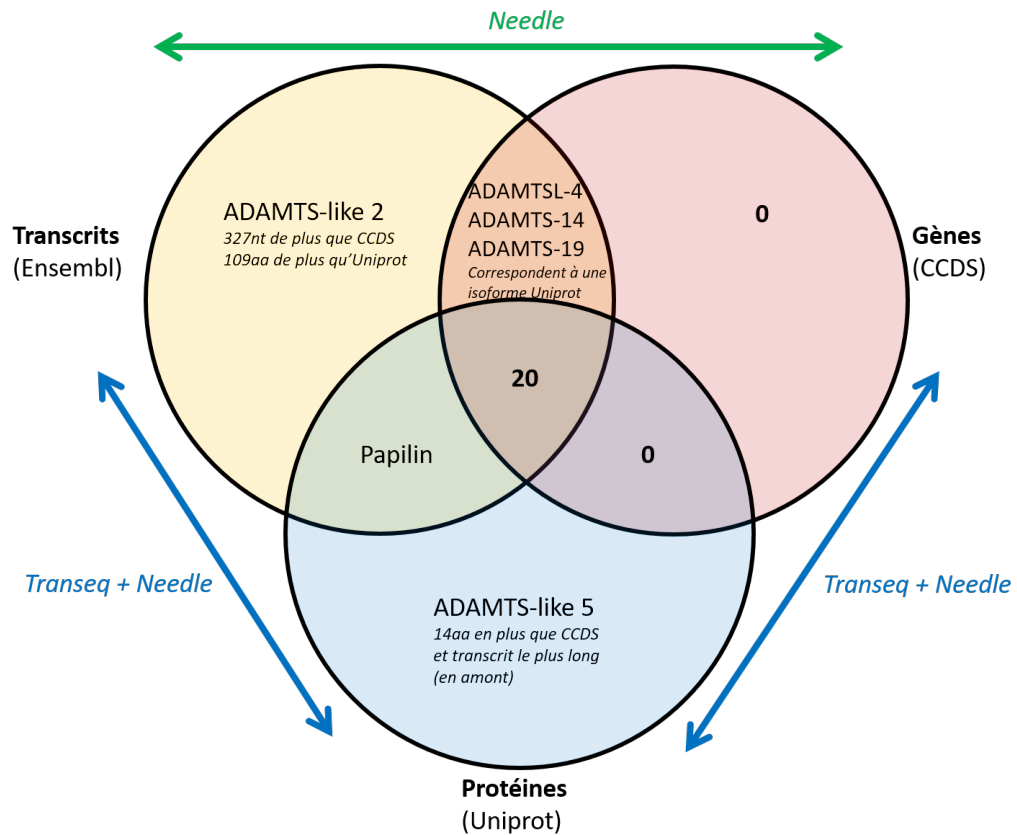 Needle
ADAMTSL-4
ADAMTS-14
ADAMTS-19
Correspondent à une
isoforme Uniprot
ADAMTS-like 2
327nt de plus que CCDS
109aa de plus qu'Uniprot
0
Transcrits
(Ensembl)
Gènes
(CCDS)
20
Papilin
0
Transeq + Needle
Transeq + Needle
ADAMTS-like 5
14aa en plus que CCDS
et transcrit le plus long
(en amont)
Protéines
(Uniprot)